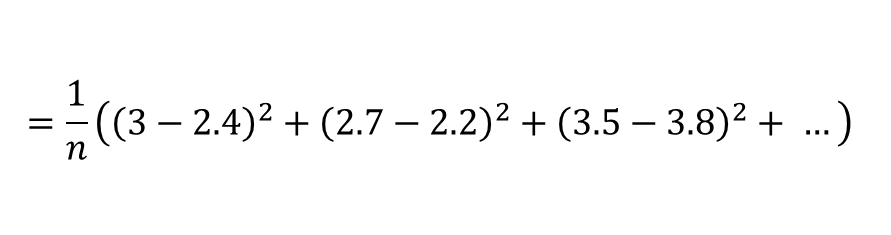 = 1/n ((3 − 2.4)² + (2.7 − 2.2)² + (3.5 − 3.8)² + ...)